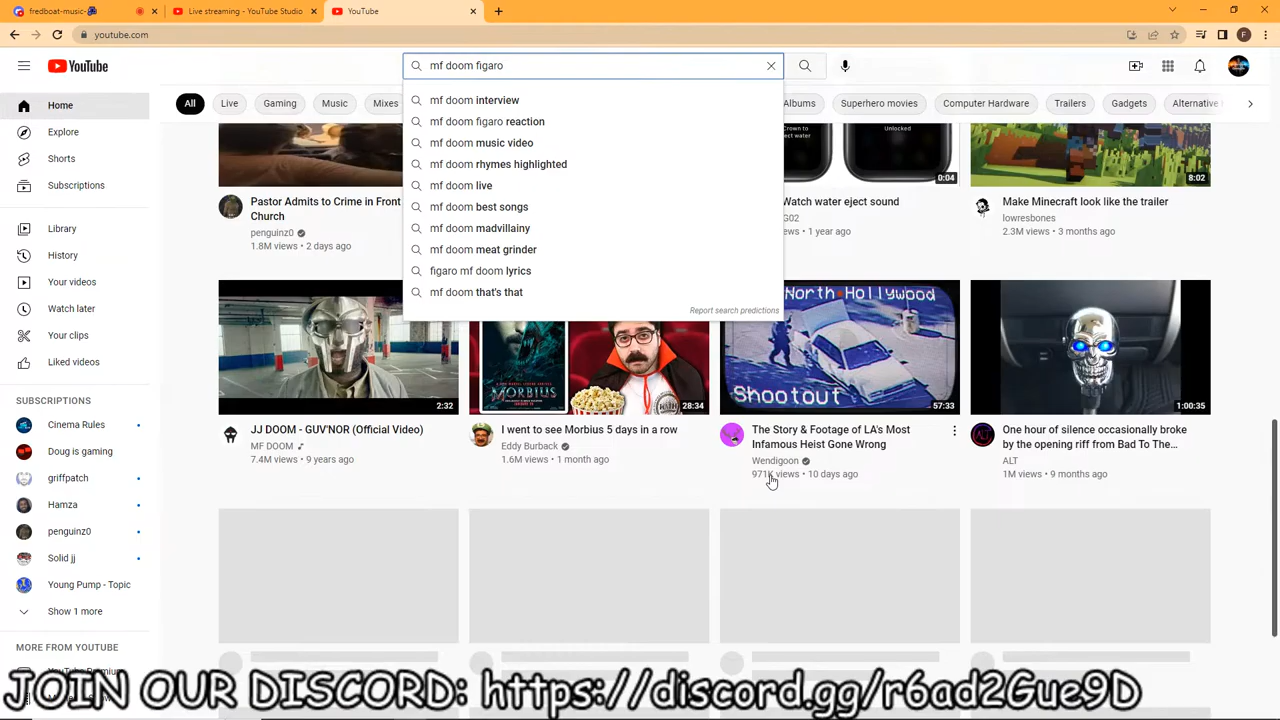 fredboat-music-
Live streaming - YouTube Studio
YouTube
youtube.com
YouTube
mf doom figaro
F
mf doom interview
mf doom figaro reaction
mf doom music video
mf doom rhymes highlighted
mf doom live
mf doom best songs
mf doom madvillainy
mf doom meat grinder
figaro mf doom lyrics
mf doom that's that
Report search predictions
All
Live
Gaming
Music
Mixes
Albums
Superhero movies
Computer Hardware
Trailers
Gadgets
Alternative
Home
Explore
Shorts
Subscriptions
Library
History
Your videos
Watch later
Your clips
Liked videos
SUBSCRIPTIONS
Cinema Rules
Doug is gaming
griffpatch
Hamza
penguinz0
Solid jj
Young Pump - Topic
Show 1 more
MORE FROM YOUTUBE
Crown to
eject water
Unlocked
0:04
8:02
Pastor Admits to Crime in Front
Church
penguinz0
1.8M views • 2 days ago
Watch water eject sound
G02
ews • 1 year ago
Make Minecraft look like the trailer
lowresbones
2.3M views • 3 months ago
2:32
MORBIUS
28:34
North Hollywood
Shootout
57:33
1:00:35
JJ DOOM - GUV'NOR (Official Video)
MF DOOM
7.4M views • 9 years ago
I went to see Morbius 5 days in a row
Eddy Burback
1.6M views • 1 month ago
The Story & Footage of LA's Most
Infamous Heist Gone Wrong
Wendigoon
971K views • 10 days ago
One hour of silence occasionally broke
by the opening riff from Bad To The...
ALT
1M views • 9 months ago
JOIN OUR DISCORD: https://discord.gg/r6ad2Gue9D